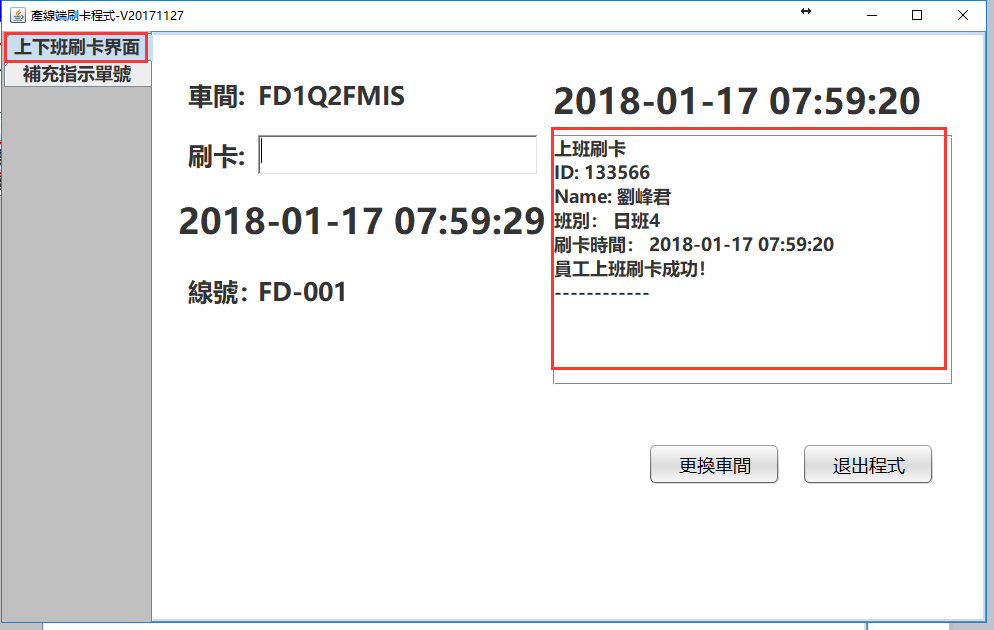 產線端刷卡程式-V20171127
上下班刷卡界面
補充指示單號
車間: FD1Q2FMIS
刷卡:
2018-01-17 07:59:29
線號: FD-001
2018-01-17 07:59:20
上班刷卡
ID: 133566
Name: 劉峰君
班別： 日班4
刷卡時間： 2018-01-17 07:59:20
員工上班刷卡成功！
------------
更換車間
退出程式